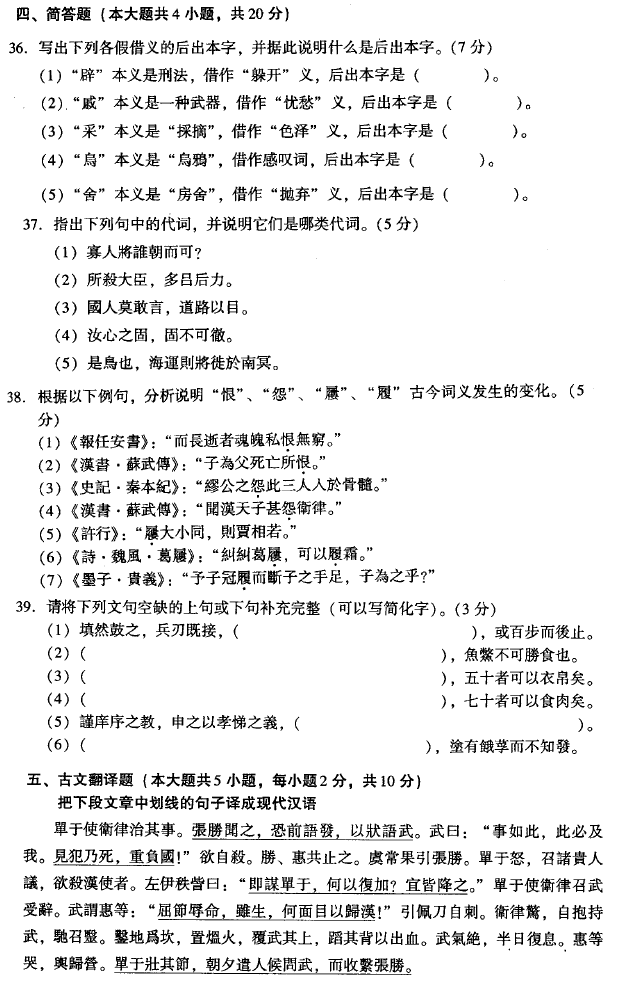 四、简答题（本大题共4小题，共20分）
36．写出下列各假借义的后出本字，并据此说明什么是后出本字。（7分）
（1）“辟”本义是刑法，借作“躲开”义，后出本字是（　　　）。
（2）．“戚”本义是一种武器，借作“忧愁”义，后出本字是（　　　）。
（3）“采”本义是“採摘”，借作“色泽”义，后出本字是（　　　）。
（4）“烏”本义是“烏鴉”，借作感叹词，后出本字是（　　　）。
（5）“舍”本义是“房舍”，借作“抛弃”义，后出本字是（　　　）。
37．指出下列句中的代词，并说明它们是哪类代词。（5分）
（1）寡人將誰朝而可？
（2）所殺大臣，多吕后力。
（3）國人莫敢言，道路以目。
（4）汝心之固，固不可徹。
（5）是鳥也，海運則將徙於南冥。
38．根据以下例句，分析说明“恨”、“怨”、“屨”、“履”古今词义发生的变化。（5
分）
（1）《報任安書》：“而長逝者魂魄私恨無窮。”
（2）《漢書·蘇武傳》：“子為父死亡所恨。”
（3）《史記·秦本紀》：“繆公之怨此三人入於骨髓。”
（4）《漢書·蘇武傳》：“聞漢天子甚怨衛律。”
（5）《許行》：“屨大小同，則賈相若。”
（6）《詩·魏風·葛屨》：“糾糾葛屨，可以履霜。”
（7）《墨子·貴義》：“予子冠履而斷子之手足，子為之乎？”
39．请将下列文句空缺的上句或下句补充完整（可以写简化字）。（3分）
（1）填然鼓之，兵刃既接，（　　　　　　　　），或百步而後止。
（2）（　　　　　　　　），魚鱉不可勝食也。
（3）（　　　　　　　　），五十者可以衣帛矣。
（4）（　　　　　　　　），七十者可以食肉矣。
（5）謹庠序之教，申之以孝悌之義，（　　　　　　　　）。
（6）（　　　　　　　　），塗有餓莩而不知發。
五、古文翻译题（本大题共5小题，每小题2分，共10分）
把下段文章中划线的句子译成现代汉语
單于使衛律治其事。張勝聞之，恐前語發，以狀語武。武曰：“事如此，此必及
我。見犯乃死，重負國！”欲自殺。勝、惠共止之。虞常果引張勝。單于怒，召諸貴人
議，欲殺漢使者。左伊秩訾曰：“即謀單于，何以復加？宜皆降之。”單于使衛律召武
受辭。武謂惠等：“屈節辱命，雖生，何面目以歸漢！”引佩刀自刺。衛律驚，自抱持
武，馳召毉。鑿地爲坎，置煴火，覆武其上，蹈其背以出血。武氣絶，半日復息。惠等
哭，輿歸營。單于壯其節，朝夕遣人候問武，而收繫張勝。